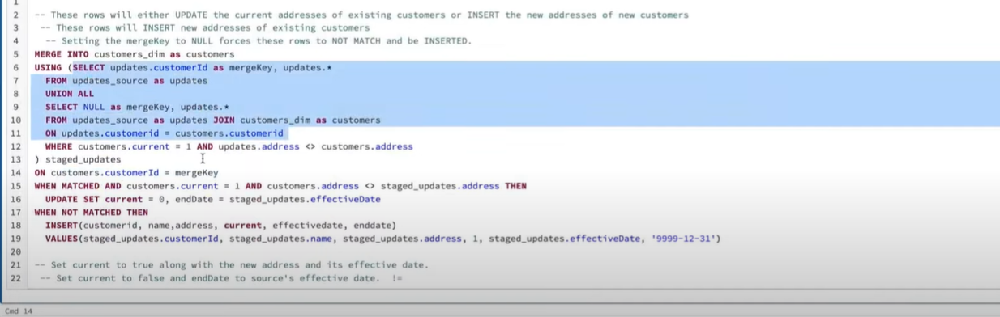 1
2 -- These rows will either UPDATE the current addresses of existing customers or INSERT the new addresses of new customers
3 -- These rows will INSERT new addresses of existing customers
4 -- Setting the mergeKey to NULL forces these rows to NOT MATCH and be INSERTED.
5 MERGE INTO customers_dim as customers
6 USING (SELECT updates.customerId as mergeKey, updates.*
7 FROM updates_source as updates
8 UNION ALL
9 SELECT NULL as mergeKey, updates.*
10 FROM updates_source as updates JOIN customers_dim as customers
11 ON updates.customerid = customers.customerid
12 WHERE customers.current = 1 AND updates.address <> customers.address
13 ) staged_updates
14 ON customers.customerId = mergeKey
15 WHEN MATCHED AND customers.current = 1 AND customers.address <> staged_updates.address THEN
16 UPDATE SET current = 0, endDate = staged_updates.effectiveDate
17 WHEN NOT MATCHED THEN
18 INSERT(customerid, name,address, current, effectivedate, enddate)
19 VALUES(staged_updates.customerId, staged_updates.name, staged_updates.address, 1, staged_updates.effectiveDate, '9999-12-31')
20
21 -- Set current to true along with the new address and its effective date.
22 -- Set current to false and endDate to source's effective date. !=
Cmd 14